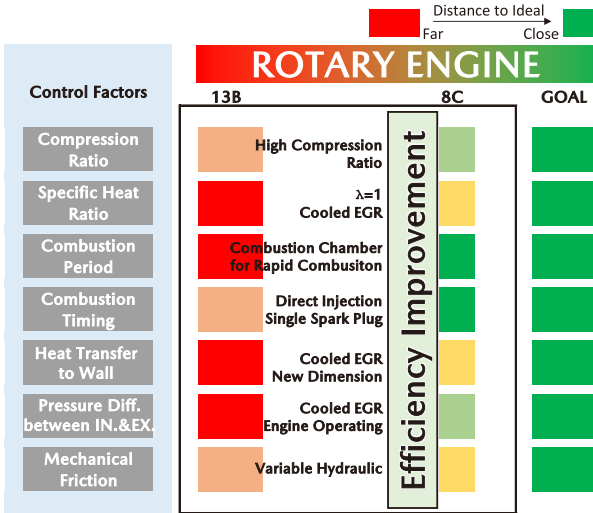 Distance to Ideal
Far
Close
ROTARY ENGINE
Control Factors
13B
8C
GOAL
Compression
Ratio
High Compression
Ratio
Specific Heat
Ratio
λ=1
Cooled EGR
Combustion
Period
Combustion Chamber
for Rapid Combusiton
Combustion
Timing
Direct Injection
Single Spark Plug
Heat Transfer
to Wall
Cooled EGR
New Dimension
Pressure Diff.
between IN.&EX.
Cooled EGR
Engine Operating
Mechanical
Friction
Variable Hydraulic
Efficiency Improvement